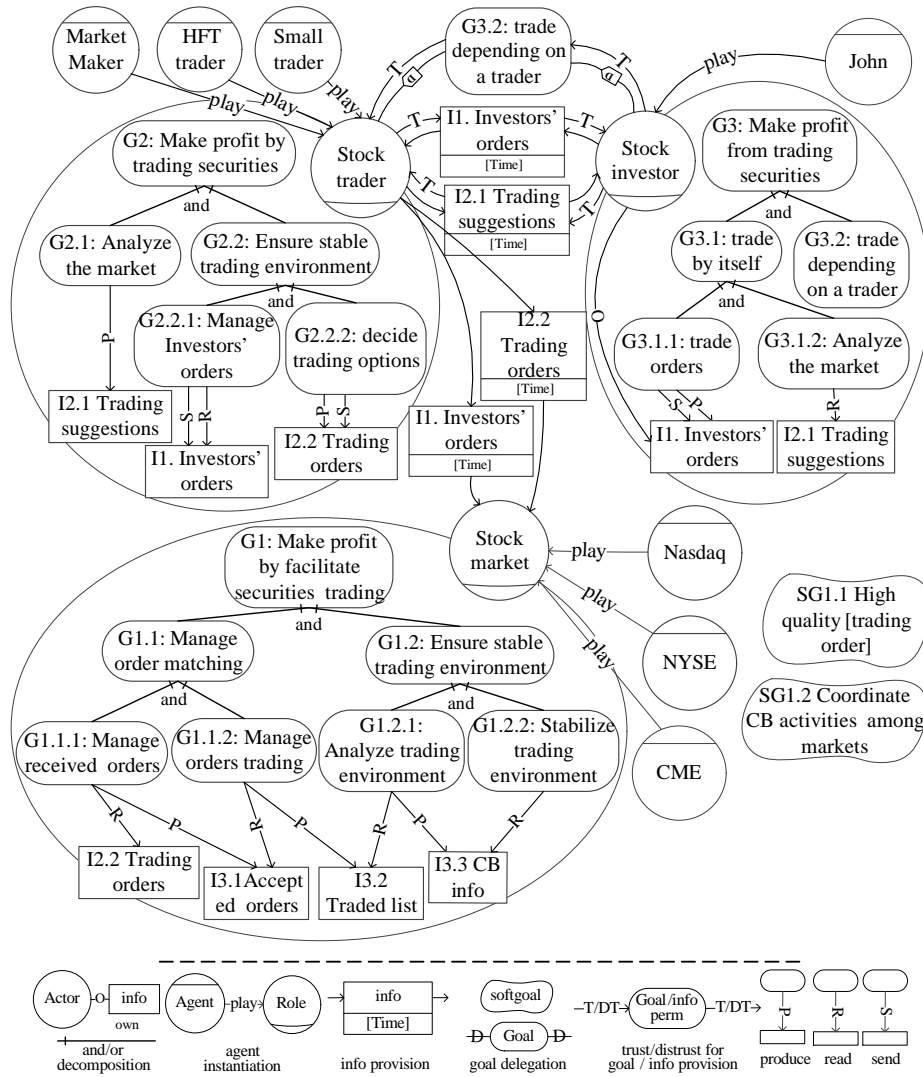 Market
Maker
HFT
trader
Small
trader
G3.2: trade
depending on
a trader
John
play
play
play
play
T
T
G2: Make profit by
trading securities
and
G2.1: Analyze
the market
G2.2: Ensure stable
trading environment
and
G2.2.1: Manage
Investors'
orders
G2.2.2: decide
trading options
P
S
R
P
S
I2.1 Trading
suggestions
I1. Investors'
orders
I2.2 Trading
orders
Stock
trader
T
T
I1. Investors'
orders
[Time]
T
T
I2.1 Trading
suggestions
[Time]
Stock
investor
G3: Make profit
from trading
securities
and
G3.1: trade
by itself
G3.2: trade
depending
on a trader
and
G3.1.1: trade
orders
G3.1.2: Analyze
the market
O
S
P
R
I1. Investors'
orders
I2.1 Trading
suggestions
I2.2
Trading
orders
[Time]
I1. Investors'
orders
[Time]
Stock
market
play
Nasdaq
play
NYSE
play
CME
SG1.1 High
quality [trading
order]
SG1.2 Coordinate
CB activities among
markets
G1: Make profit
by facilitate
securities trading
and
G1.1: Manage
order matching
G1.2: Ensure stable
trading environment
and
and
G1.1.1: Manage
received orders
G1.1.2: Manage
orders trading
G1.2.1:
Analyze trading
environment
G1.2.2: Stabilize
trading
environment
R
P
R
P
R
P
R
I2.2 Trading
orders
I3.1Accept
ed orders
I3.2
Traded list
I3.3 CB
info
Actor
O
info
own
Agent
play
Role
info
[Time]
softgoal
D
Goal
D
T/DT
Goal/info
perm
T/DT
P
R
S
and/or
decomposition
agent
instantiation
info provision
goal delegation
trust/distrust for
goal / info provision
produce
read
send